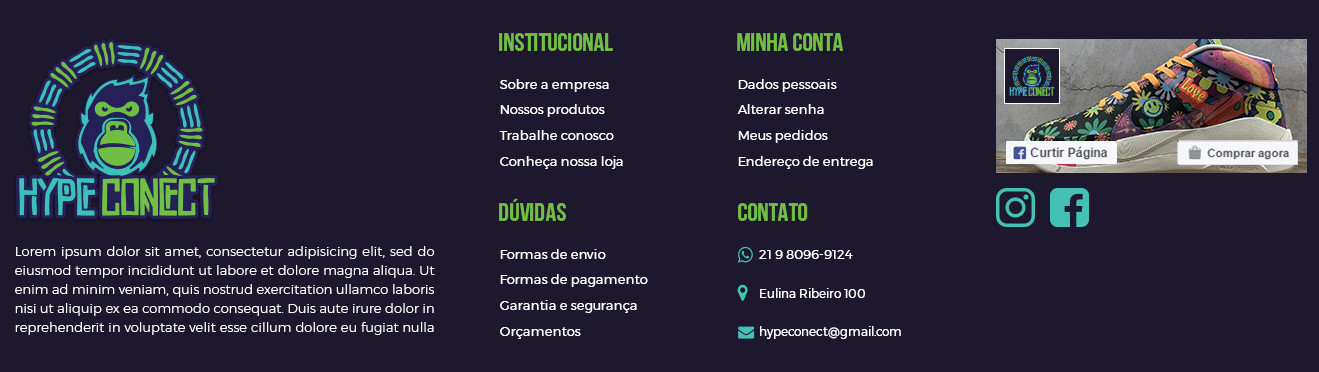 HYPE CONECT
Lorem ipsum dolor sit amet, consectetur adipisicing elit, sed do
eiusmod tempor incididunt ut labore et dolore magna aliqua. Ut
enim ad minim veniam, quis nostrud exercitation ullamco laboris
nisi ut aliquip ex ea commodo consequat. Duis aute irure dolor in
reprehenderit in voluptate velit esse cillum dolore eu fugiat nulla
INSTITUCIONAL
Sobre a empresa
Nossos produtos
Trabalhe conosco
Conheça nossa loja
DÚVIDAS
Formas de envio
Formas de pagamento
Garantia e segurança
Orçamentos
MINHA CONTA
Dados pessoais
Alterar senha
Meus pedidos
Endereço de entrega
CONTATO
21 9 8096-9124
Eulina Ribeiro 100
hypeconect@gmail.com
HYPE CONECT
Love
Curtir Página
Comprar agora